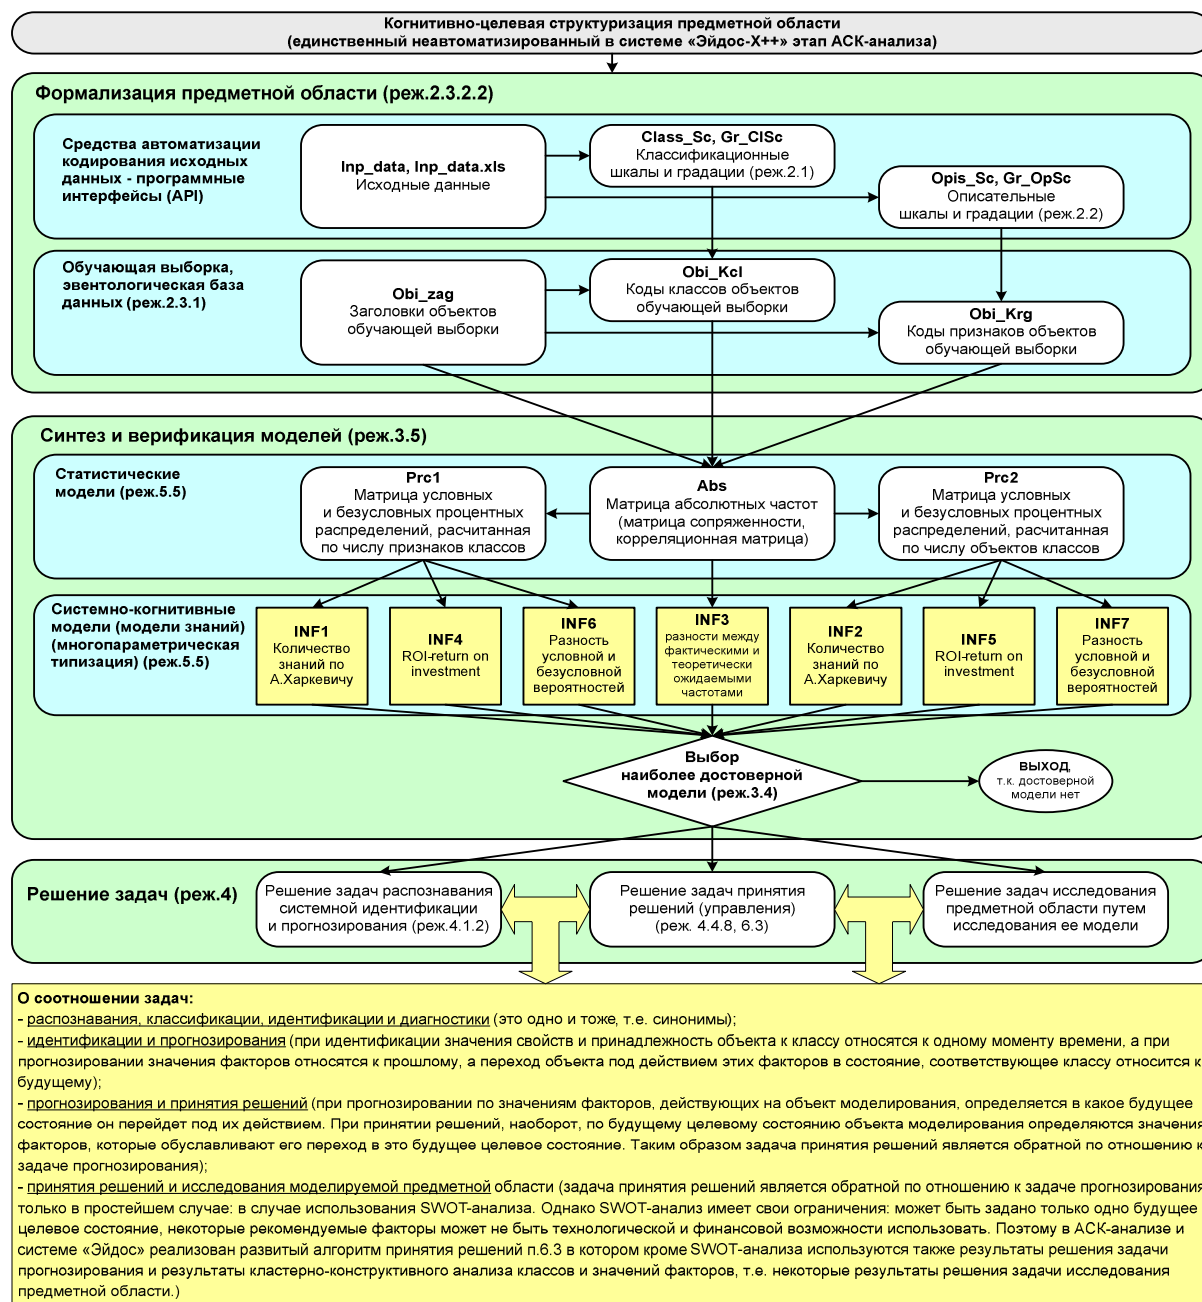 Когнитивно-целевая структуризация предметной области
(единственный неавтоматизированный в системе «Эйдос-X++» этап АСК-анализа)
Формализация предметной области (реж.2.3.2.2)
Средства автоматизации
кодирования исходных
данных - программные
интерфейсы (API)
Inp_data, Inp_data.xls
Исходные данные
Class_Sc, Gr_ClSc
Классификационные
шкалы и градации (реж.2.1)
Opis_Sc, Gr_OpSc
Описательные
шкалы и градации (реж.2.2)
Обучающая выборка,
эвентологическая база
данных (реж.2.3.1)
Obi_zag
Заголовки объектов
обучающей выборки
Obi_Kcl
Коды классов объектов
обучающей выборки
Obi_Krg
Коды признаков объектов
обучающей выборки
Синтез и верификация моделей (реж.3.5)
Статистические
модели (реж.5.5)
Prc1
Матрица условных
и безусловных процентных
распределений, расчитанная
по числу признаков классов
Abs
Матрица абсолютных частот
(матрица сопряженности,
корреляционная матрица)
Prc2
Матрица условных
и безусловных процентных
распределений, расчитанная
по числу объектов классов
Системно-когнитивные
модели (модели знаний)
(многопараметрическая
типизация) (реж.5.5)
INF1
Количество
знаний по
А.Харкевичу
INF4
ROI-return on
investment
INF6
Разность
условной и
безусловной
вероятностей
INF3
разности между
фактическими и
теоретически
ожидаемыми
частотами
INF2
Количество
знаний по
А.Харкевичу
INF5
ROI-return on
investment
INF7
Разность
условной и
безусловной
вероятностей
Выбор
наиболее достоверной
модели (реж.3.4)
ВЫХОД,
т.к. достоверной
модели нет
Решение задач (реж.4)
Решение задач распознавания
системной идентификации
и прогнозирования (реж.4.1.2)
Решение задач принятия
решений (управления)
(реж. 4.4.8, 6.3)
Решение задач исследования
предметной области путем
исследования ее модели
О соотношении задач:
- распознавания, классификации, идентификации и диагностики (это одно и тоже, т.е. синонимы);
- идентификации и прогнозирования (при идентификации значения свойств и принадлежность объекта к классу относятся к одному моменту времени, а при
прогнозировании значения факторов относятся к прошлому, а переход объекта под действием этих факторов в состояние, соответствующее классу относится к
будущему);
- прогнозирования и принятия решений (при прогнозировании по значениям факторов, действующих на объект моделирования, определяется в какое будущее
состояние он перейдет под их действием. При принятии решений, наоборот, по будущему целевому состоянию объекта моделирования определяются значения
факторов, которые обуславливают его переход в это будущее целевое состояние. Таким образом задача принятия решений является обратной по отношению к
задаче прогнозирования);
- принятия решений и исследования моделируемой предметной области (задача принятия решений является обратной по отношению к задаче прогнозирования
только в простейшем случае: в случае использования SWOT-анализа. Однако SWOT-анализ имеет свои ограничения: может быть задано только одно будущее
целевое состояние, некоторые рекомендуемые факторы может не быть технологической и финансовой возможности использовать. Поэтому в АСК-анализе и
системе «Эйдос» реализован развитый алгоритм принятия решений п.6.3 в котором кроме SWOT-анализа используются также результаты решения задачи
прогнозирования и результаты кластерно-конструктивного анализа классов и значений факторов, т.е. некоторые результаты решения задачи исследования
предметной области.)